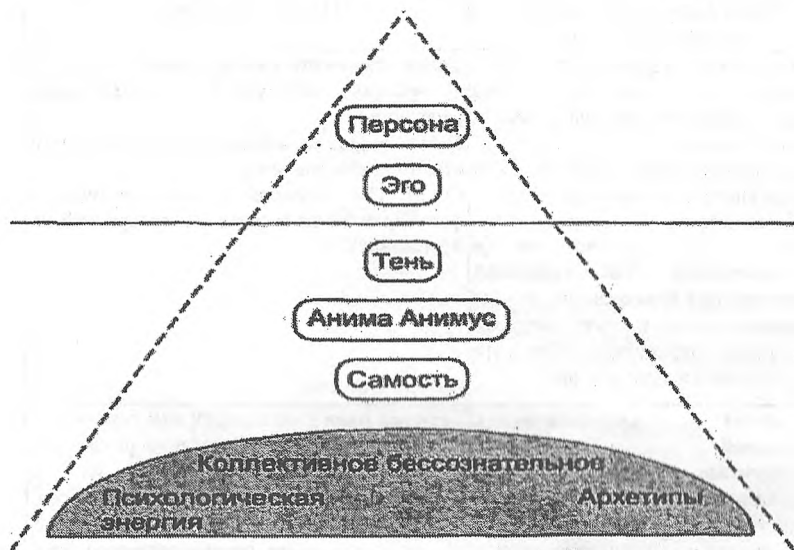 Персона
Эго
Тень
Анима Анимус
Самость
Коллективное бессознательное
Психологическая Архетипы
энергия